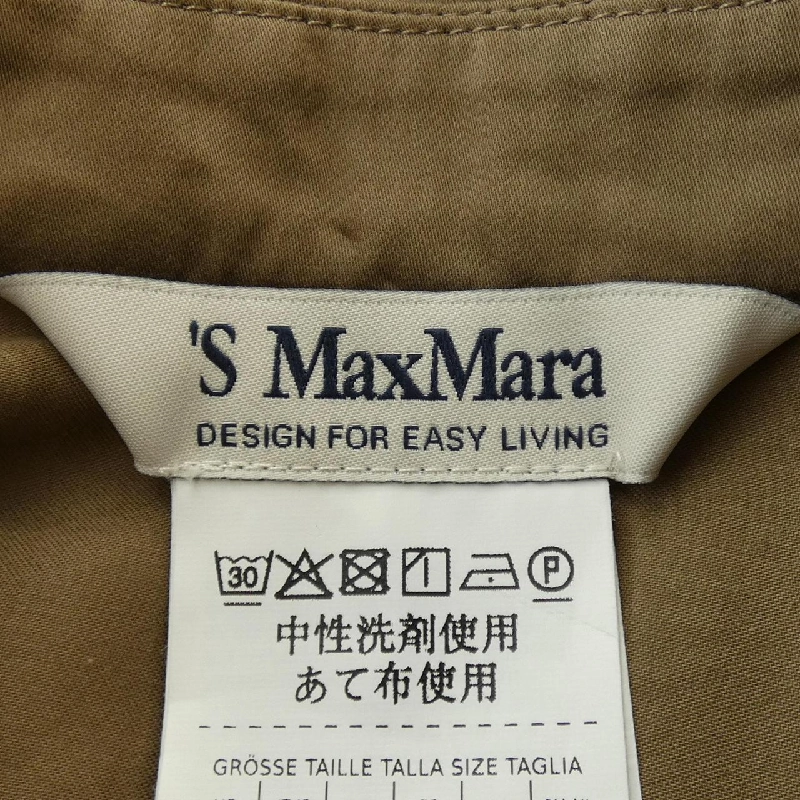 'S MaxMara
DESIGN FOR EASY LIVING
30 P
中性洗剤使用
あて布使用
GRÖSSE TAILLE TALLA SIZE TAGLIA